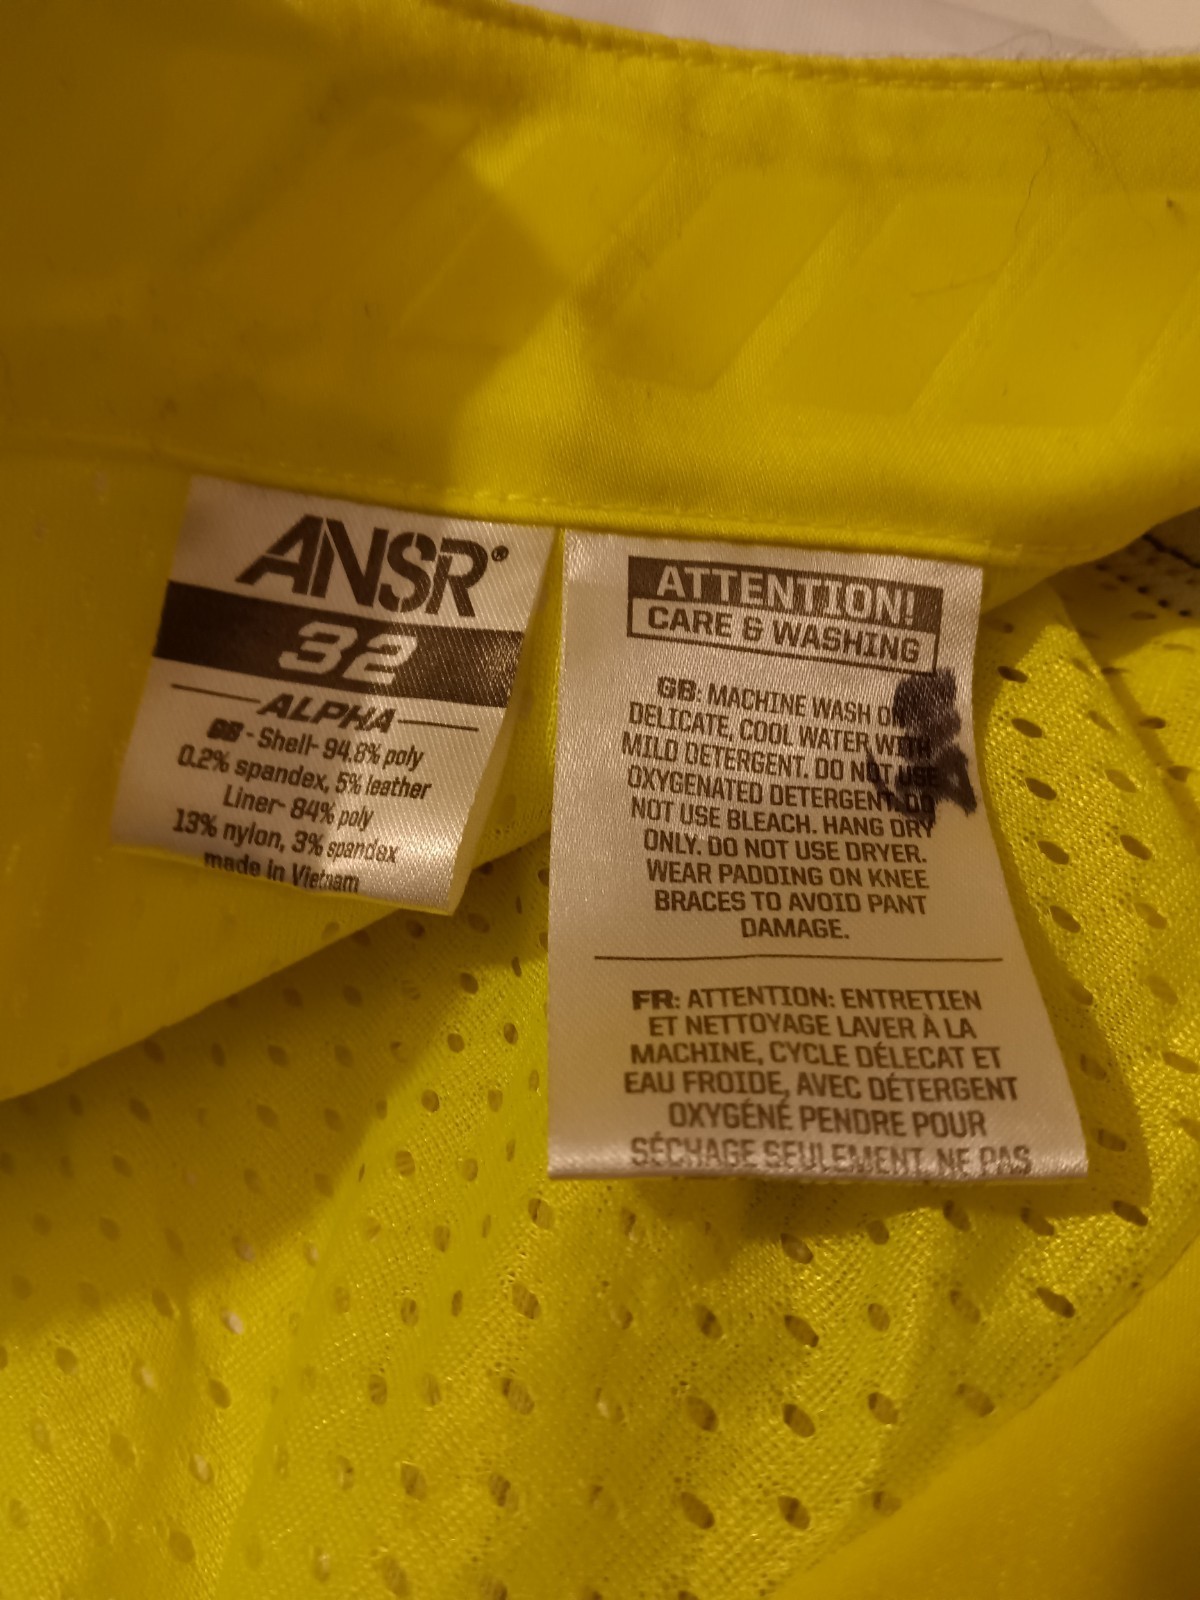 ANSR®
32
ALPHA
GB - Shell- 94.8% poly
0.2% spandex, 5% leather
Liner- 84% poly
13% nylon, 3% spandex
made in Vietnam
ATTENTION!
CARE & WASHING
GB: MACHINE WASH ON
DELICATE, COOL WATER WITH
MILD DETERGENT. DO NOT USE
OXYGENATED DETERGENT. DO
NOT USE BLEACH. HANG DRY
ONLY. DO NOT USE DRYER.
WEAR PADDING ON KNEE
BRACES TO AVOID PANT
DAMAGE.
FR: ATTENTION: ENTRETIEN
ET NETTOYAGE LAVER À LA
MACHINE, CYCLE DÉLECAT ET
EAU FROIDE, AVEC DÉTERGENT
OXYGÉNÉ PENDRE POUR
SÉCHAGE SEULEMENT. NE PAS